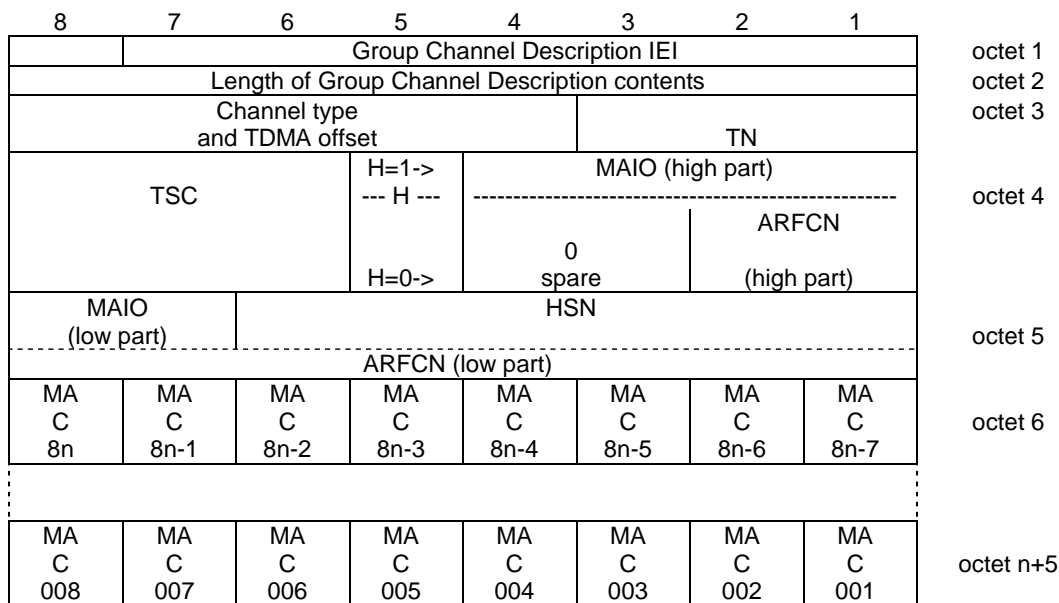 8 7 6 5 4 3 2 1
Group Channel Description IEI octet 1
Length of Group Channel Description contents octet 2
Channel type octet 3
and TDMA offset TN
H=1-> MAIO (high part)
TSC --- H --- ---------------------------------------------------- octet 4
ARFCN
0
H=0-> spare (high part)
MAIO HSN
(low part) octet 5
ARFCN (low part)
MA MA MA MA MA MA MA MA
C C C C C C C C octet 6
8n 8n-1 8n-2 8n-3 8n-4 8n-5 8n-6 8n-7
MA MA MA MA MA MA MA MA
C C C C C C C C octet n+5
008 007 006 005 004 003 002 001